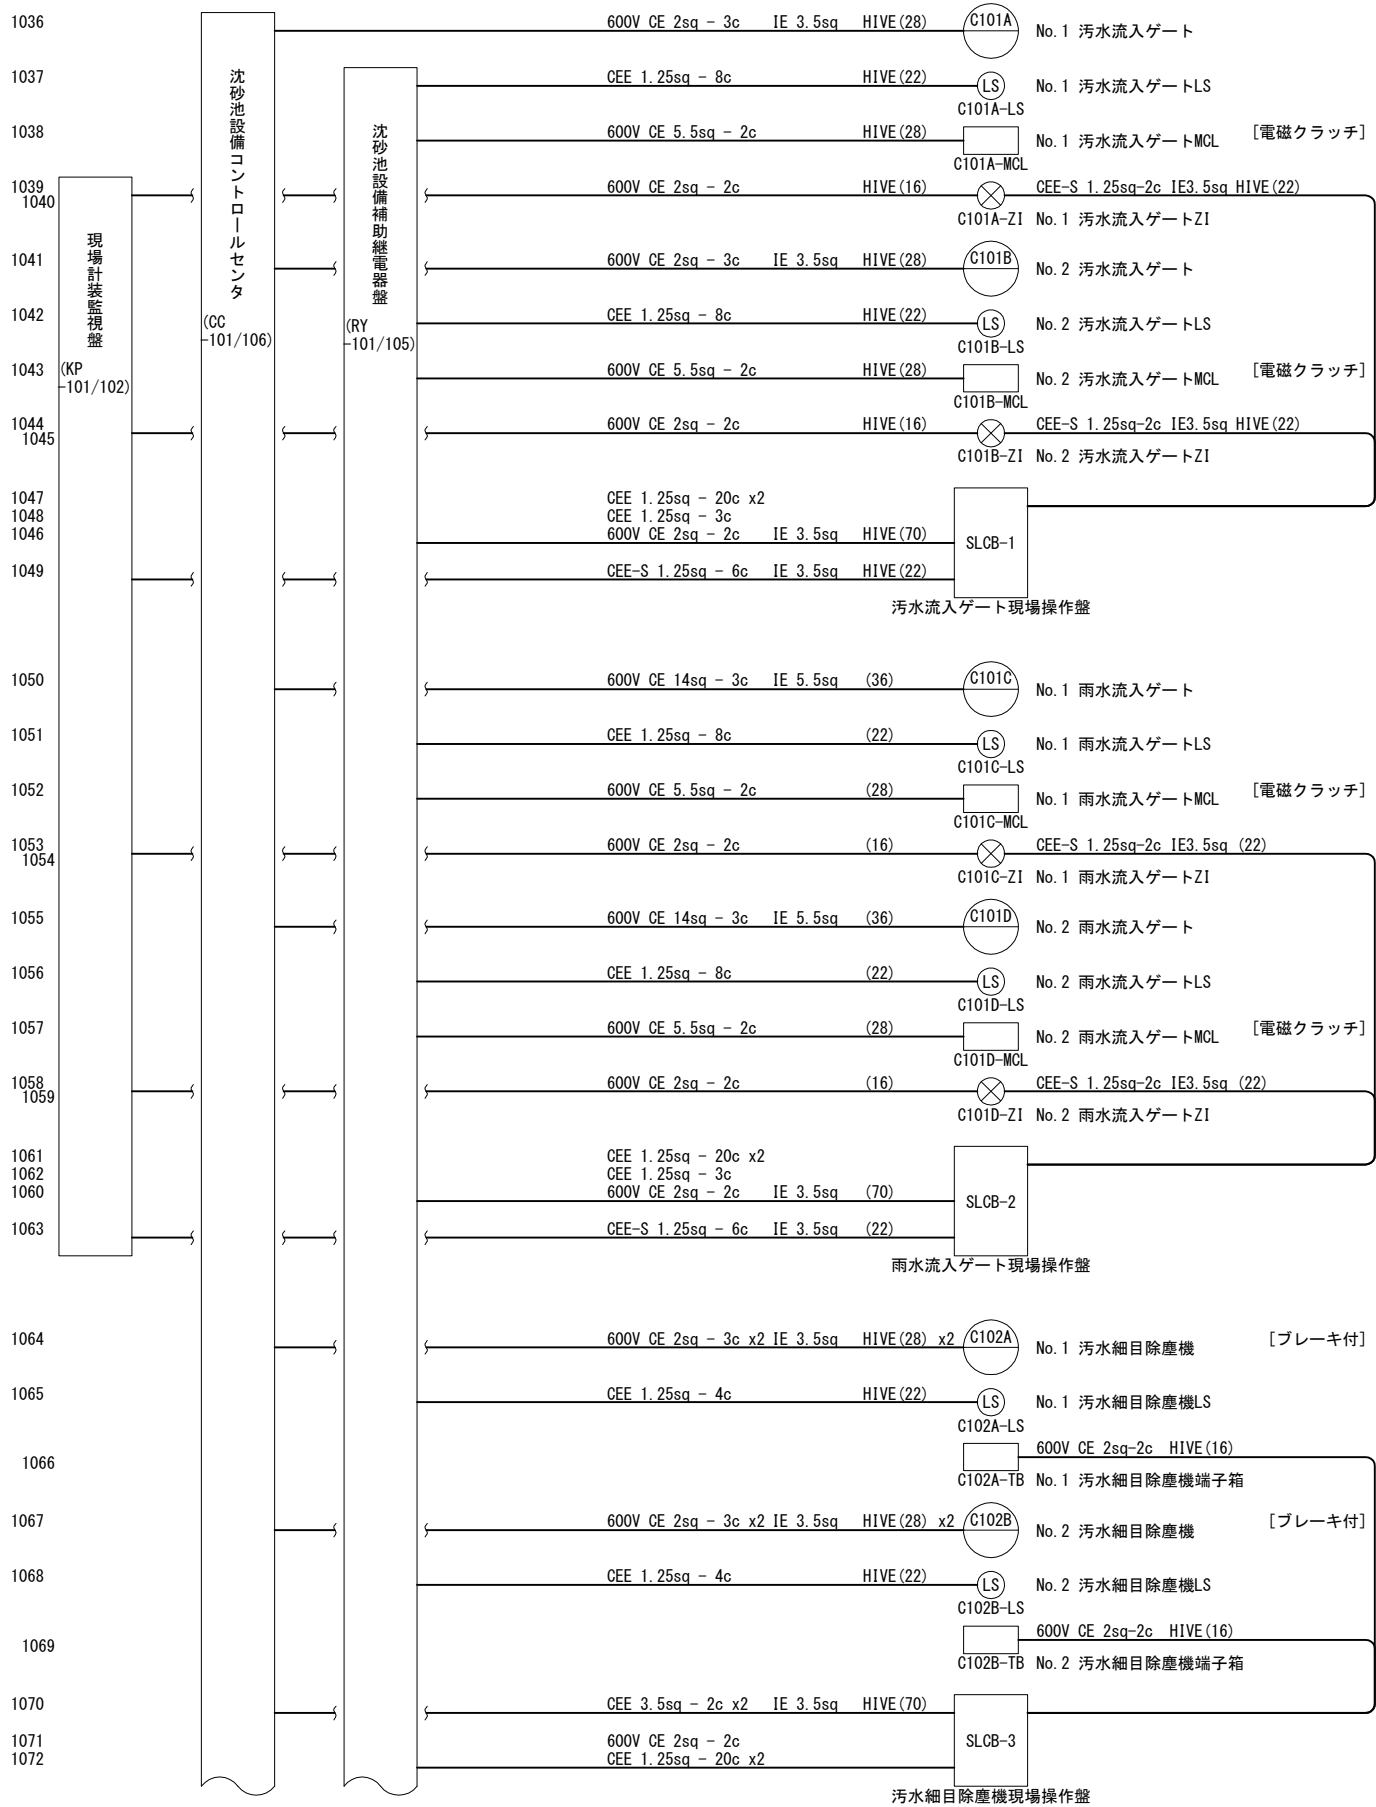 1036 600V CE 2sq - 3c IE 3.5sq HIVE(28) C101A No.1 汚水流入ゲート
1037 CEE 1.25sq - 8c HIVE(22) LS No.1 汚水流入ゲートLS
C101A-LS
1038 600V CE 5.5sq - 2c HIVE(28) No.1 汚水流入ゲートMCL [電磁クラッチ]
C101A-MCL
1039 600V CE 2sq - 2c HIVE(16) CEE-S 1.25sq-2c IE3.5sq HIVE(22)
1040
C101A-ZI No.1 汚水流入ゲートZI
沈砂池設備コントロールセンタ
(CC
-101/106)
沈砂池設備補助継電器盤
(RY
-101/105)
現場計装監視盤
(KP
-101/102)
1041 600V CE 2sq - 3c IE 3.5sq HIVE(28) C101B No.2 汚水流入ゲート
1042 CEE 1.25sq - 8c HIVE(22) LS No.2 汚水流入ゲートLS
C101B-LS
1043 600V CE 5.5sq - 2c HIVE(28) No.2 汚水流入ゲートMCL [電磁クラッチ]
C101B-MCL
1044 600V CE 2sq - 2c HIVE(16) CEE-S 1.25sq-2c IE3.5sq HIVE(22)
1045
C101B-ZI No.2 汚水流入ゲートZI
1047 CEE 1.25sq - 20c x2
1048 CEE 1.25sq - 3c
1046 600V CE 2sq - 2c IE 3.5sq HIVE(70) SLCB-1
1049 CEE-S 1.25sq - 6c IE 3.5sq HIVE(22)
汚水流入ゲート現場操作盤
1050 600V CE 14sq - 3c IE 5.5sq (36) C101C No.1 雨水流入ゲート
1051 CEE 1.25sq - 8c (22) LS No.1 雨水流入ゲートLS
C101C-LS
1052 600V CE 5.5sq - 2c (28) No.1 雨水流入ゲートMCL [電磁クラッチ]
C101C-MCL
1053 600V CE 2sq - 2c (16) CEE-S 1.25sq-2c IE3.5sq (22)
1054
C101C-ZI No.1 雨水流入ゲートZI
1055 600V CE 14sq - 3c IE 5.5sq (36) C101D No.2 雨水流入ゲート
1056 CEE 1.25sq - 8c (22) LS No.2 雨水流入ゲートLS
C101D-LS
1057 600V CE 5.5sq - 2c (28) No.2 雨水流入ゲートMCL [電磁クラッチ]
C101D-MCL
1058 600V CE 2sq - 2c (16) CEE-S 1.25sq-2c IE3.5sq (22)
1059
C101D-ZI No.2 雨水流入ゲートZI
1061 CEE 1.25sq - 20c x2
1062 CEE 1.25sq - 3c
1060 600V CE 2sq - 2c IE 3.5sq (70) SLCB-2
1063 CEE-S 1.25sq - 6c IE 3.5sq (22)
雨水流入ゲート現場操作盤
1064 600V CE 2sq - 3c x2 IE 3.5sq HIVE(28) x2 C102A No.1 汚水細目除塵機 [ブレーキ付]
1065 CEE 1.25sq - 4c HIVE(22) LS No.1 汚水細目除塵機LS
C102A-LS
1066 600V CE 2sq-2c HIVE(16)
C102A-TB No.1 汚水細目除塵機端子箱
1067 600V CE 2sq - 3c x2 IE 3.5sq HIVE(28) x2 C102B No.2 汚水細目除塵機 [ブレーキ付]
1068 CEE 1.25sq - 4c HIVE(22) LS No.2 汚水細目除塵機LS
C102B-LS
1069 600V CE 2sq-2c HIVE(16)
C102B-TB No.2 汚水細目除塵機端子箱
1070 CEE 3.5sq - 2c x2 IE 3.5sq HIVE(70)
1071 600V CE 2sq - 2c SLCB-3
1072 CEE 1.25sq - 20c x2
汚水細目除塵機現場操作盤